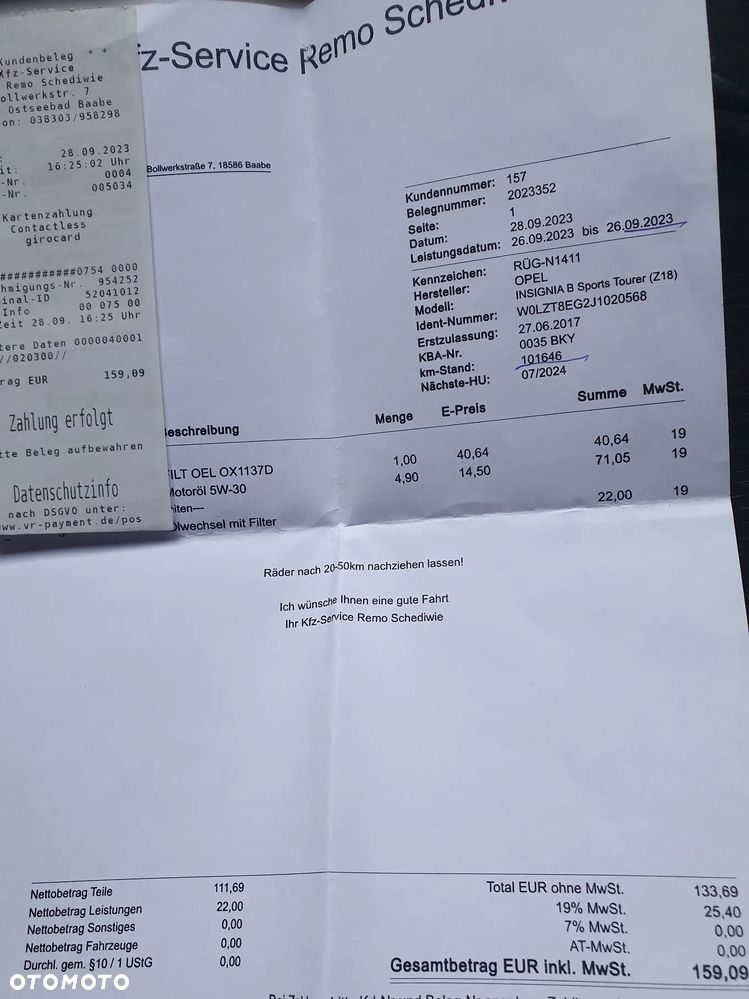 Kundenbeleg * *
Kfz-Service
Remo Schediwie
ollwerkstr. 7
Ostseebad Baabe
on: 038303/958298
28.09.2023
it: 16:25:02 Uhr
-Nr. 0004
-Nr. 005034
Kartenzahlung
Contactless
girocard
###########0754 0000
hmigungs-Nr. 954252
minal-ID 52041012
Info 00 075 00
eit 28.09. 16:25 Uhr
tere Daten 0000040001
//020300//
rag EUR 159,09
Zahlung erfolgt
tte Beleg aufbewahren
Datenschutzinfo
nach DSGVO unter:
www.vr-payment.de/pos
fz-Service Remo Schediw
Bollwerkstraße 7, 18586 Baabe
Kundennummer: 157
Belegnummer: 2023352
Seite: 1
Datum: 28.09.2023
Leistungsdatum: 26.09.2023 bis 26.09.2023
Kennzeichen: RÜG-N1411
Hersteller: OPEL
Modell: INSIGNIA B Sports Tourer (Z18)
Ident-Nummer: W0LZT8EG2J1020568
Erstzulassung: 27.06.2017
KBA-Nr. 0035 BKY
km-Stand: 101646
Nächste-HU: 07/2024
eschreibung Menge E-Preis Summe MwSt.
FILT OEL OX1137D 1,00 40,64 40,64 19
Motoröl 5W-30 4,90 14,50 71,05 19
iten---
Ölwechsel mit Filter 22,00 19
Räder nach 20-50km nachziehen lassen!
Ich wünsche Ihnen eine gute Fahrt
Ihr Kfz-Service Remo Schediwie
Nettobetrag Teile 111,69
Nettobetrag Leistungen 22,00
Nettobetrag Sonstiges 0,00
Nettobetrag Fahrzeuge 0,00
Durchl. gem. §10 / 1 UStG 0,00
Total EUR ohne MwSt. 133,69
19% MwSt. 25,40
7% MwSt. 0,00
AT-MwSt. 0,00
Gesamtbetrag EUR inkl. MwSt. 159,09
OTOMOTO